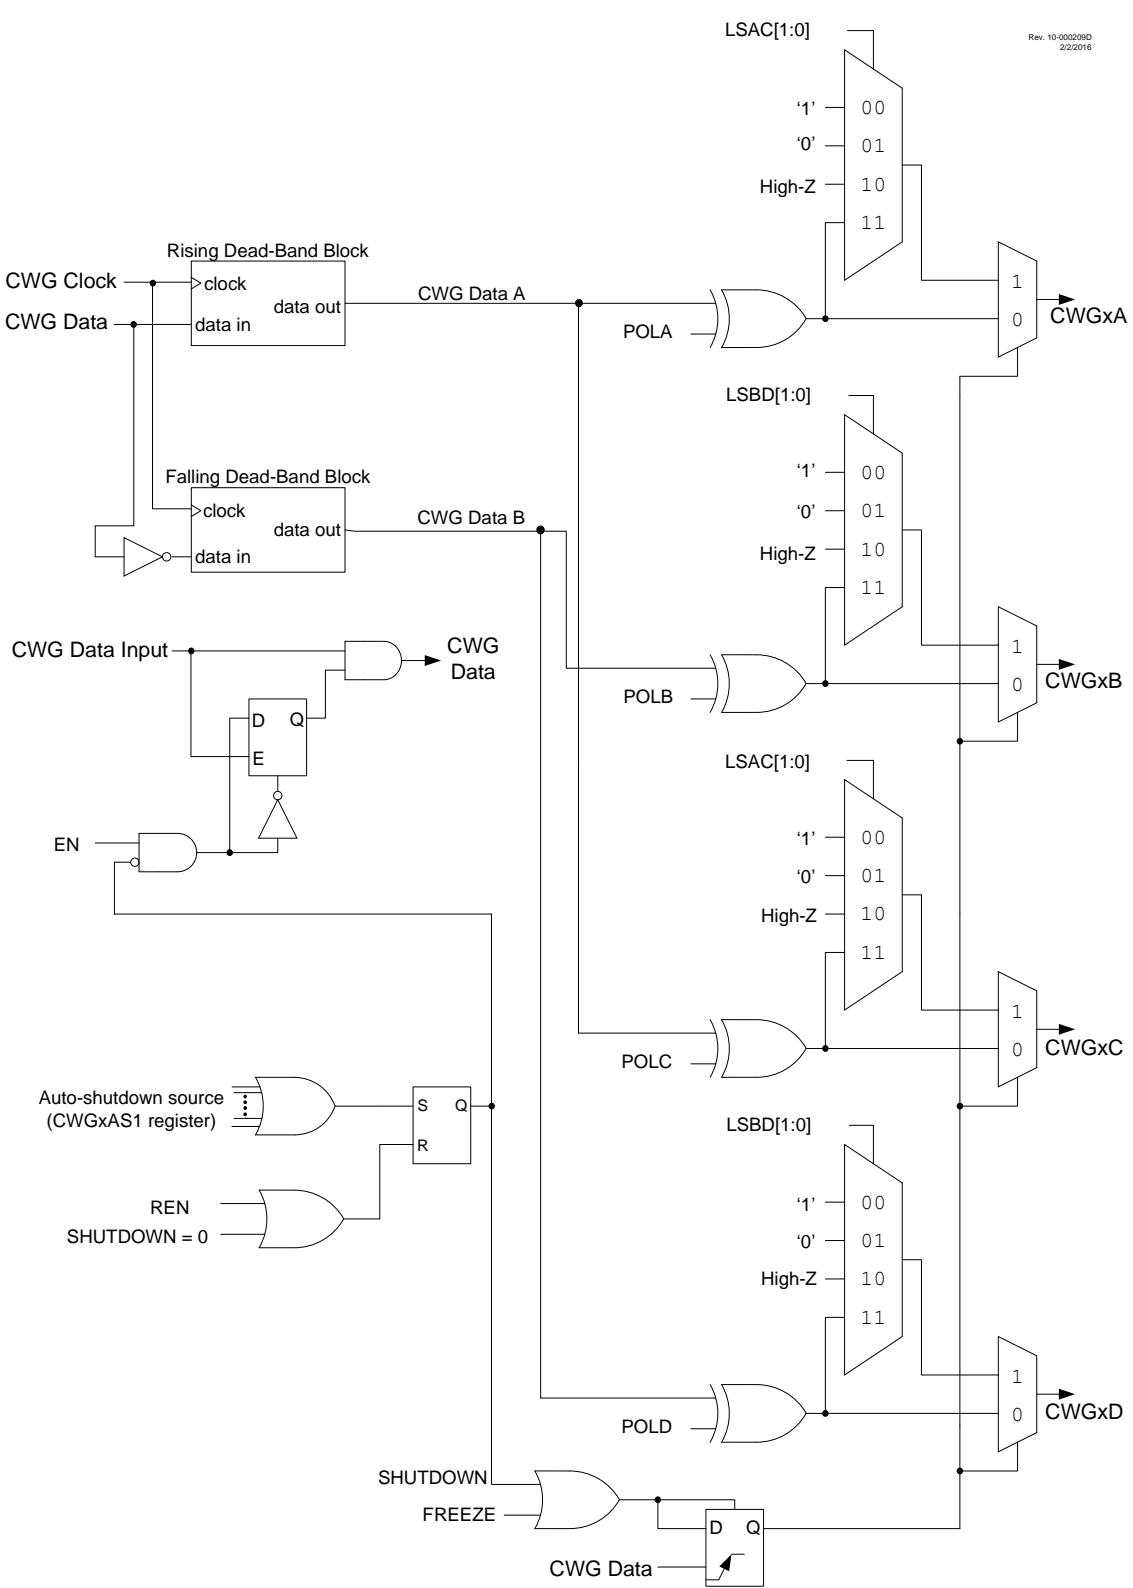 LSAC[1:0]
Rev. 10-000209D
2/2/2016
‘1’
00
‘0’
01
High-Z
10
11
Rising Dead-Band Block
CWG Clock
clock
data out
CWG Data
data in
CWG Data A
POLA
1
0
CWGxA
LSBD[1:0]
‘1’
00
‘0’
01
High-Z
10
11
Falling Dead-Band Block
clock
data out
data in
CWG Data B
POLB
1
0
CWGxB
CWG Data Input
CWG
Data
D
Q
E
EN
LSAC[1:0]
‘1’
00
‘0’
01
High-Z
10
11
POLC
1
0
CWGxC
Auto-shutdown source
(CWGxAS1 register)
S
Q
R
REN
SHUTDOWN = 0
LSBD[1:0]
‘1’
00
‘0’
01
High-Z
10
11
POLD
1
0
CWGxD
SHUTDOWN
FREEZE
D
Q
CWG Data